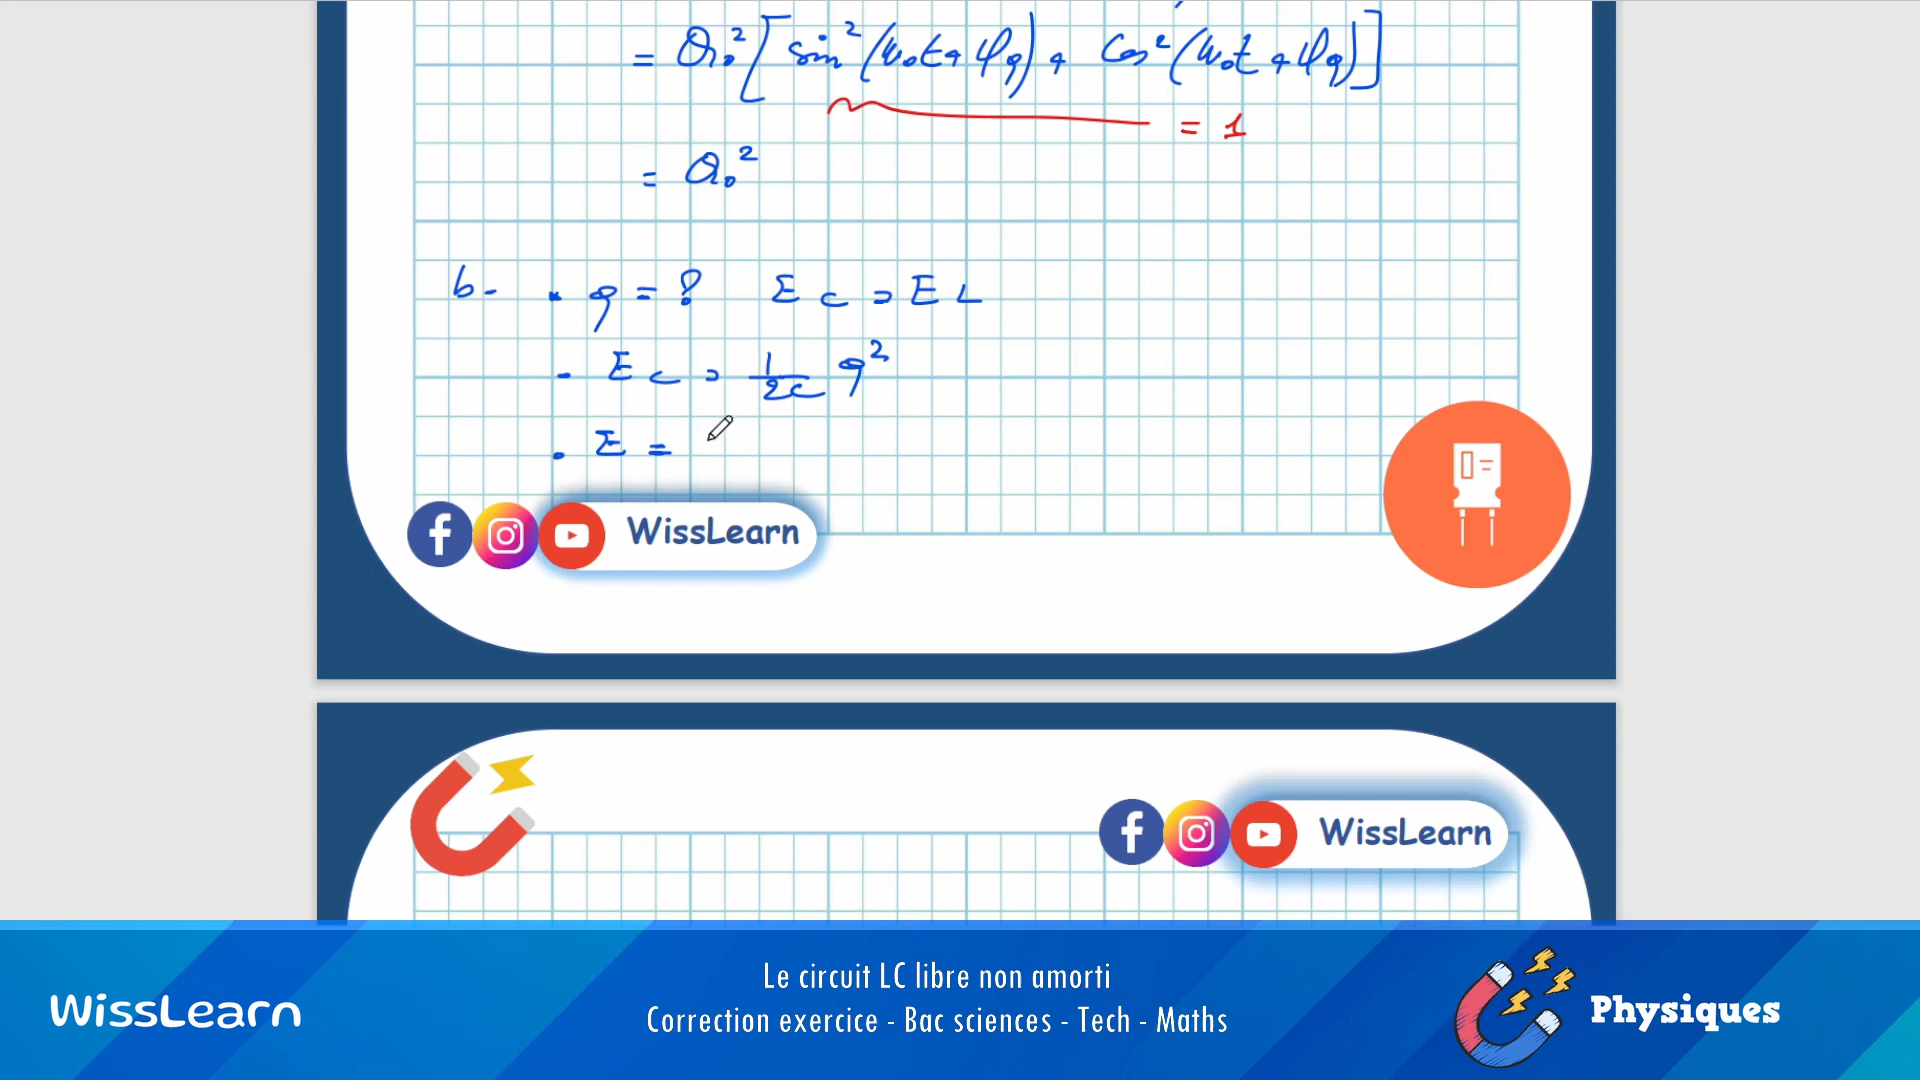 = Q₀² [ sin² (ω₀t + φq) + cos² (ω₀t + φq) ]
= 1
= Q₀²
b- • q = ? Ec = EL
- Ec = 1/2C q²
• E =
WissLearn
WissLearn
WissLearn
Le circuit LC libre non amorti
Correction exercice - Bac sciences - Tech - Maths
Physiques